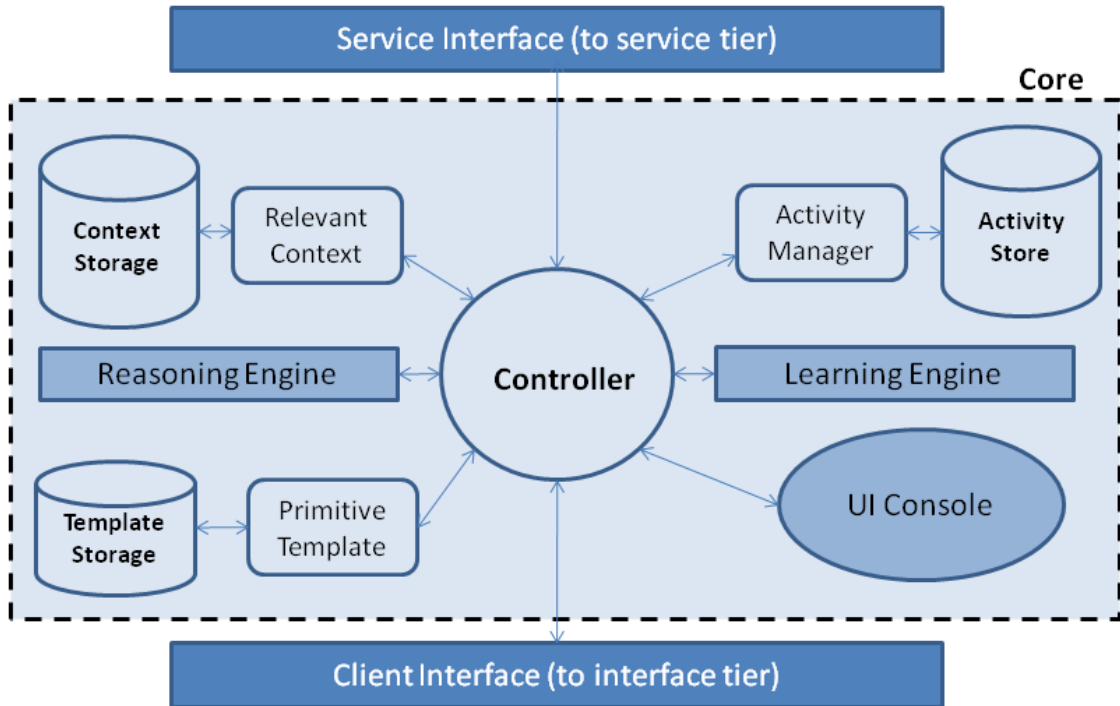 Service Interface (to service tier)
Core
Context
Storage
Relevant
Context
Activity
Manager
Activity
Store
Reasoning Engine
Controller
Learning Engine
Template
Storage
Primitive
Template
UI Console
Client Interface (to interface tier)